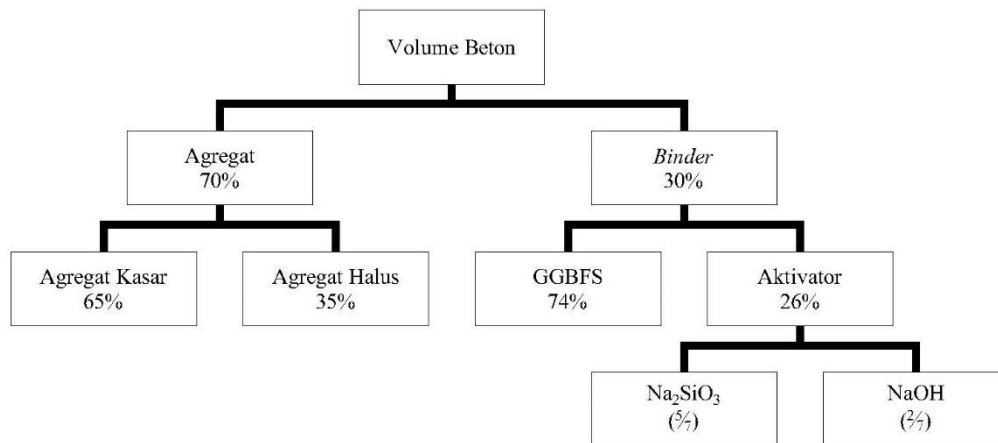 Volume Beton
Agregat
70%
Binder
30%
Agregat Kasar
65%
Agregat Halus
35%
GGBFS
74%
Aktivator
26%
Na₂SiO₃
(⁵⁄₇)
NaOH
(²⁄₇)